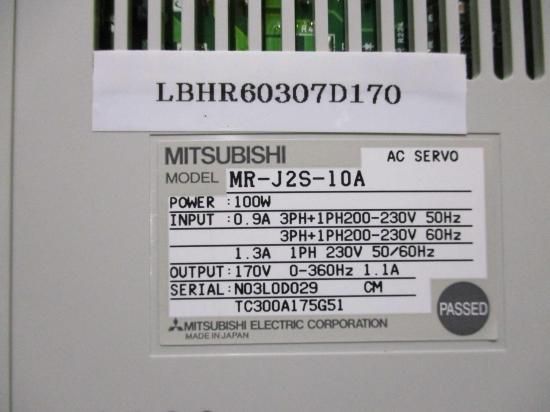 LBHR60307D170
MITSUBISHI
AC SERVO
MODEL MR-J2S-10A
POWER :100W
INPUT :0.9A 3PH+1PH200-230V 50Hz
3PH+1PH200-230V 60Hz
1.3A 1PH 230V 50/60Hz
OUTPUT:170V 0-360Hz 1.1A
SERIAL:N03L0D029 CM
TC300A175G51
PASSED
MITSUBISHI ELECTRIC CORPORATION
MADE IN JAPAN